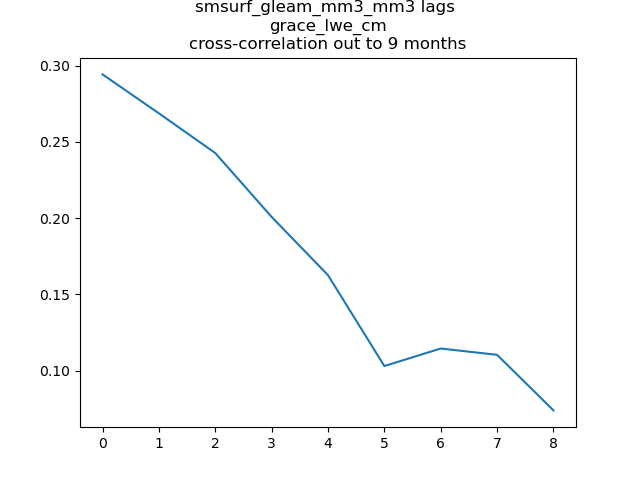 smsurf_gleam_mm3_mm3 lags
grace_lwe_cm
cross-correlation out to 9 months
0.30
0.25
0.20
0.15
0.10
0 1 2 3 4 5 6 7 8